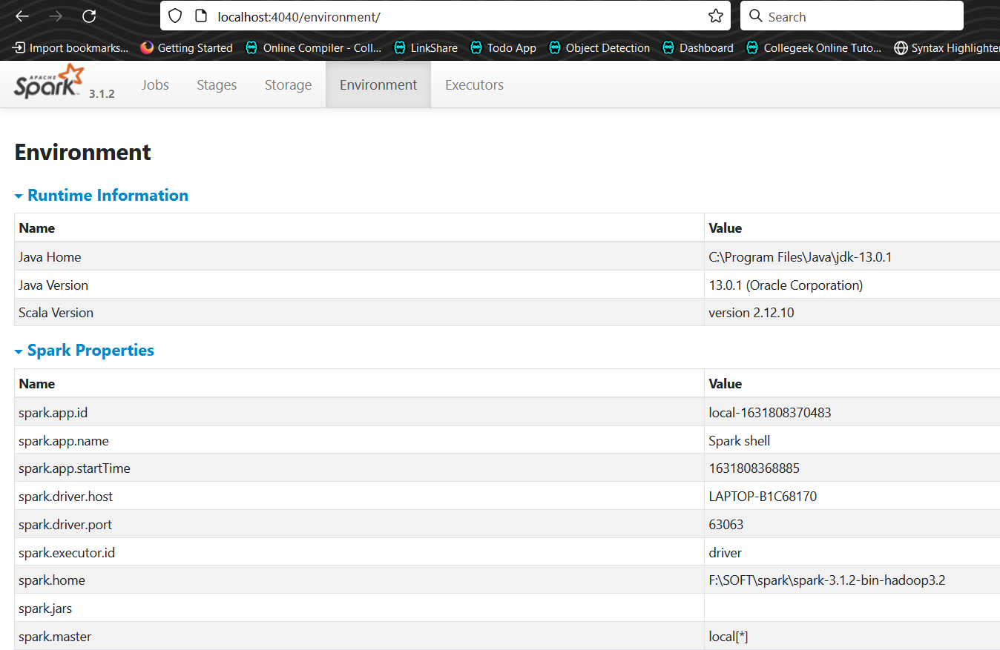 localhost:4040/environment/ Search
Import bookmarks... Getting Started Online Compiler - Coll... LinkShare Todo App Object Detection Dashboard Collegeek Online Tuto... Syntax Highlighter
APACHE Spark 3.1.2 Jobs Stages Storage Environment Executors
Environment
Runtime Information
Name Value
Java Home C:\Program Files\Java\jdk-13.0.1
Java Version 13.0.1 (Oracle Corporation)
Scala Version version 2.12.10
Spark Properties
Name Value
spark.app.id local-1631808370483
spark.app.name Spark shell
spark.app.startTime 1631808368885
spark.driver.host LAPTOP-B1C68170
spark.driver.port 63063
spark.executor.id driver
spark.home F:\SOFT\spark\spark-3.1.2-bin-hadoop3.2
spark.jars
spark.master local[*]